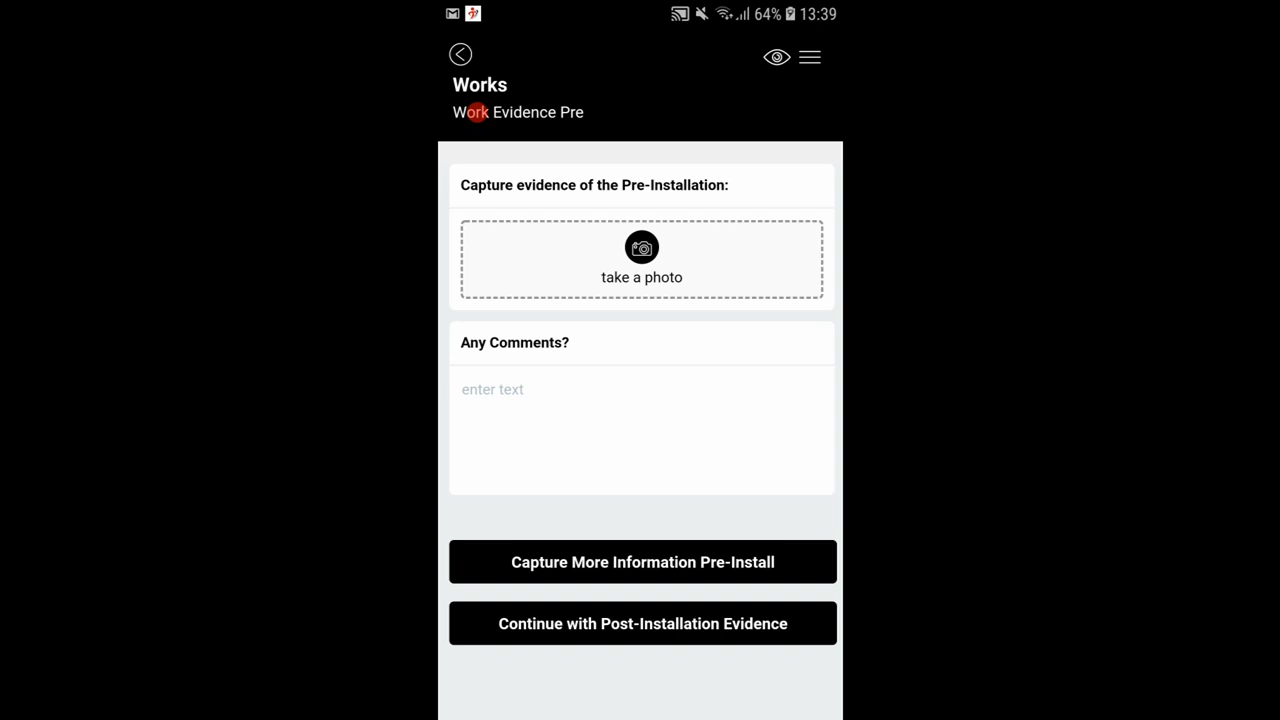 64% 13:39
Works
Work Evidence Pre
Capture evidence of the Pre-Installation:
take a photo
Any Comments?
enter text
Capture More Information Pre-Install
Continue with Post-Installation Evidence